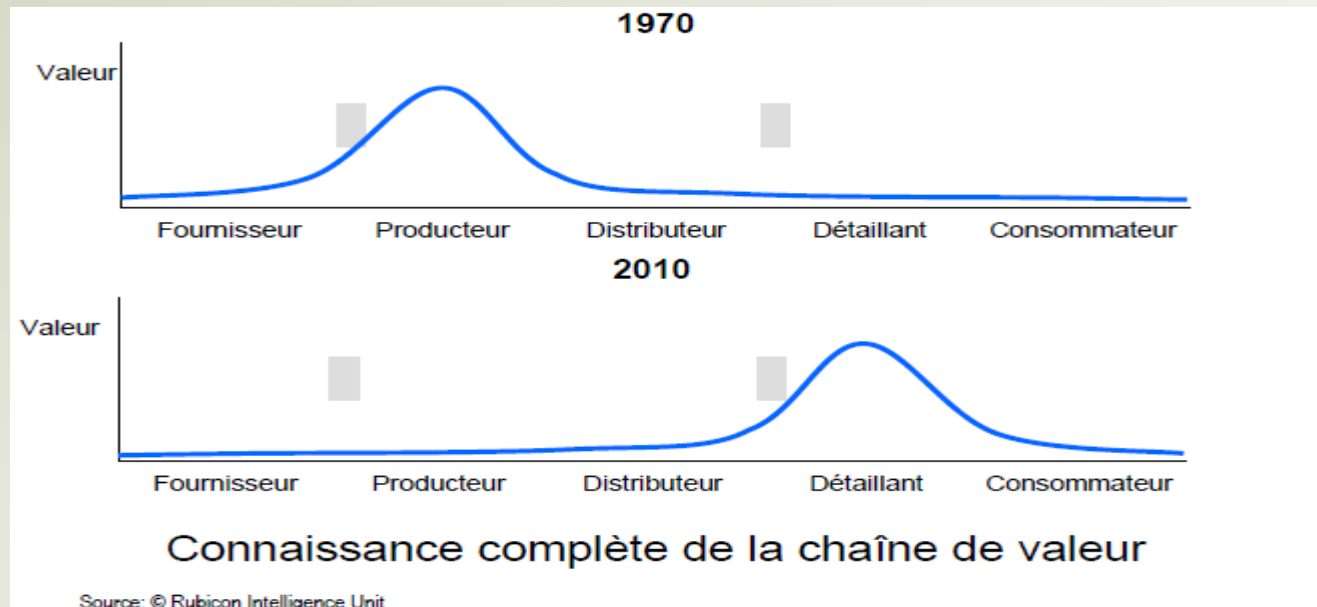 1970
Valeur
Fournisseur Producteur Distributeur Détaillant Consommateur
2010
Valeur
Fournisseur Producteur Distributeur Détaillant Consommateur
Connaissance complète de la chaîne de valeur
Source: © Rubicon Intelligence Unit